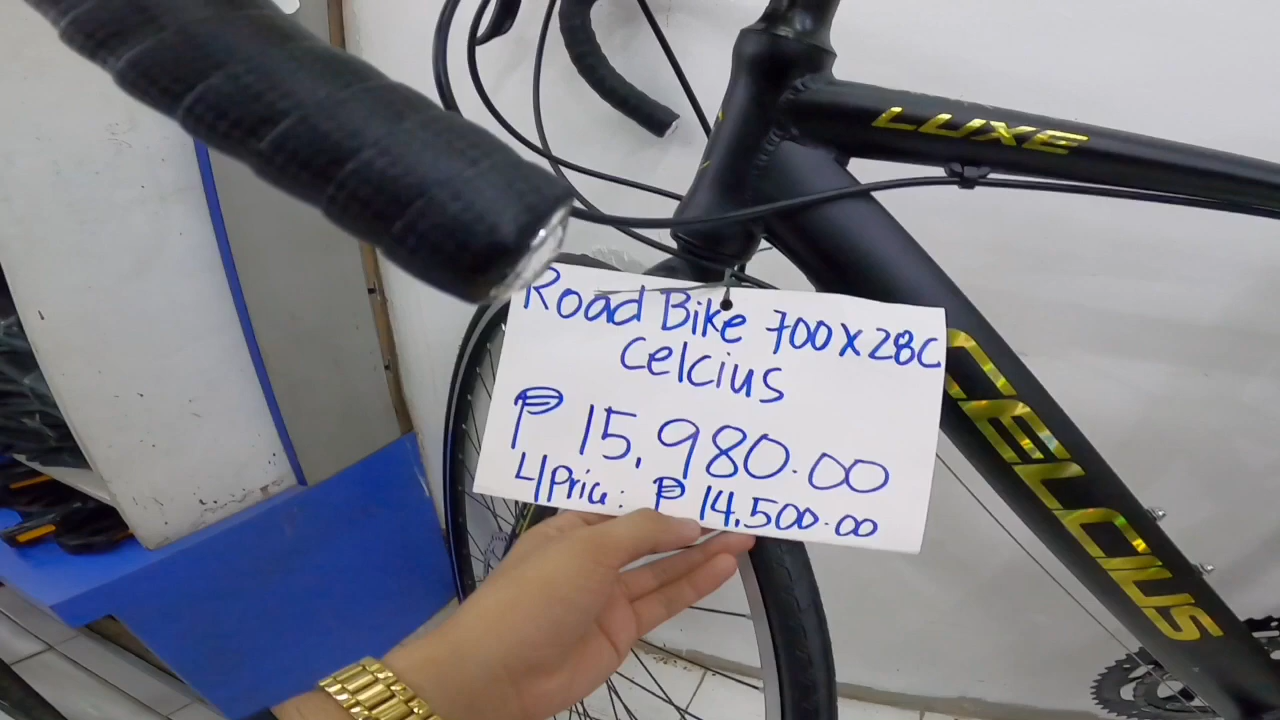 LUXE
Road Bike 700x28C
Celcius
₱ 15,980.00
L/Price: ₱ 14,500.00
CELCIUS